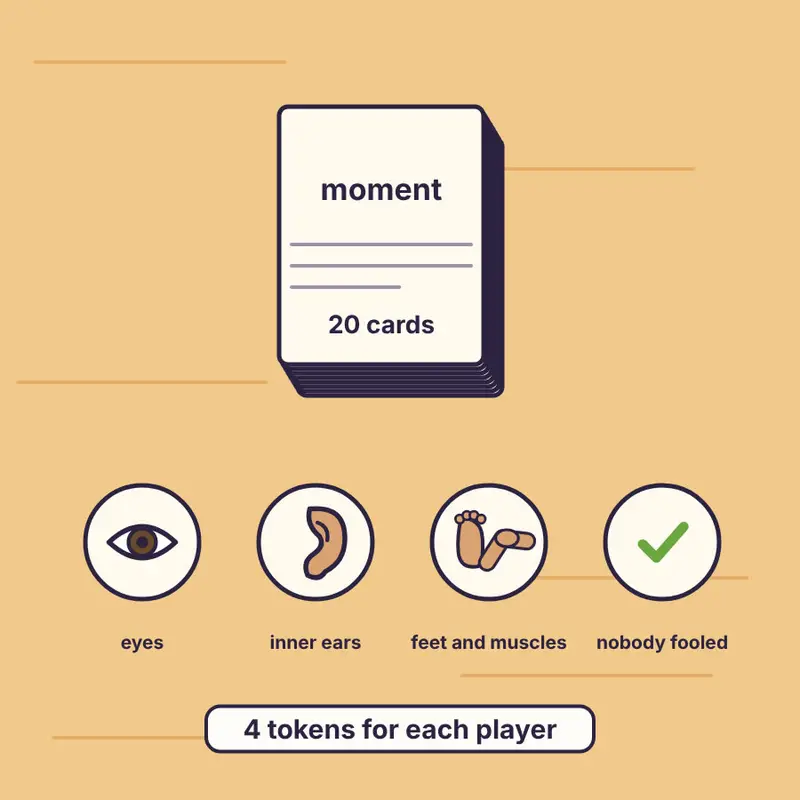 moment
20 cards
eyes
inner ears
feet and muscles
nobody fooled
4 tokens for each player